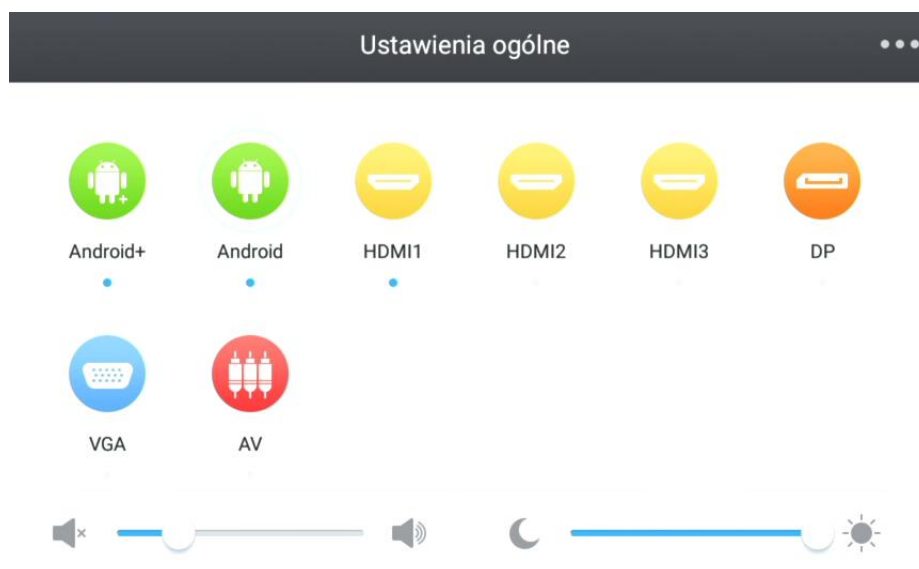 Ustawienia ogólne
Android+ Android HDMI1 HDMI2 HDMI3 DP
VGA AV